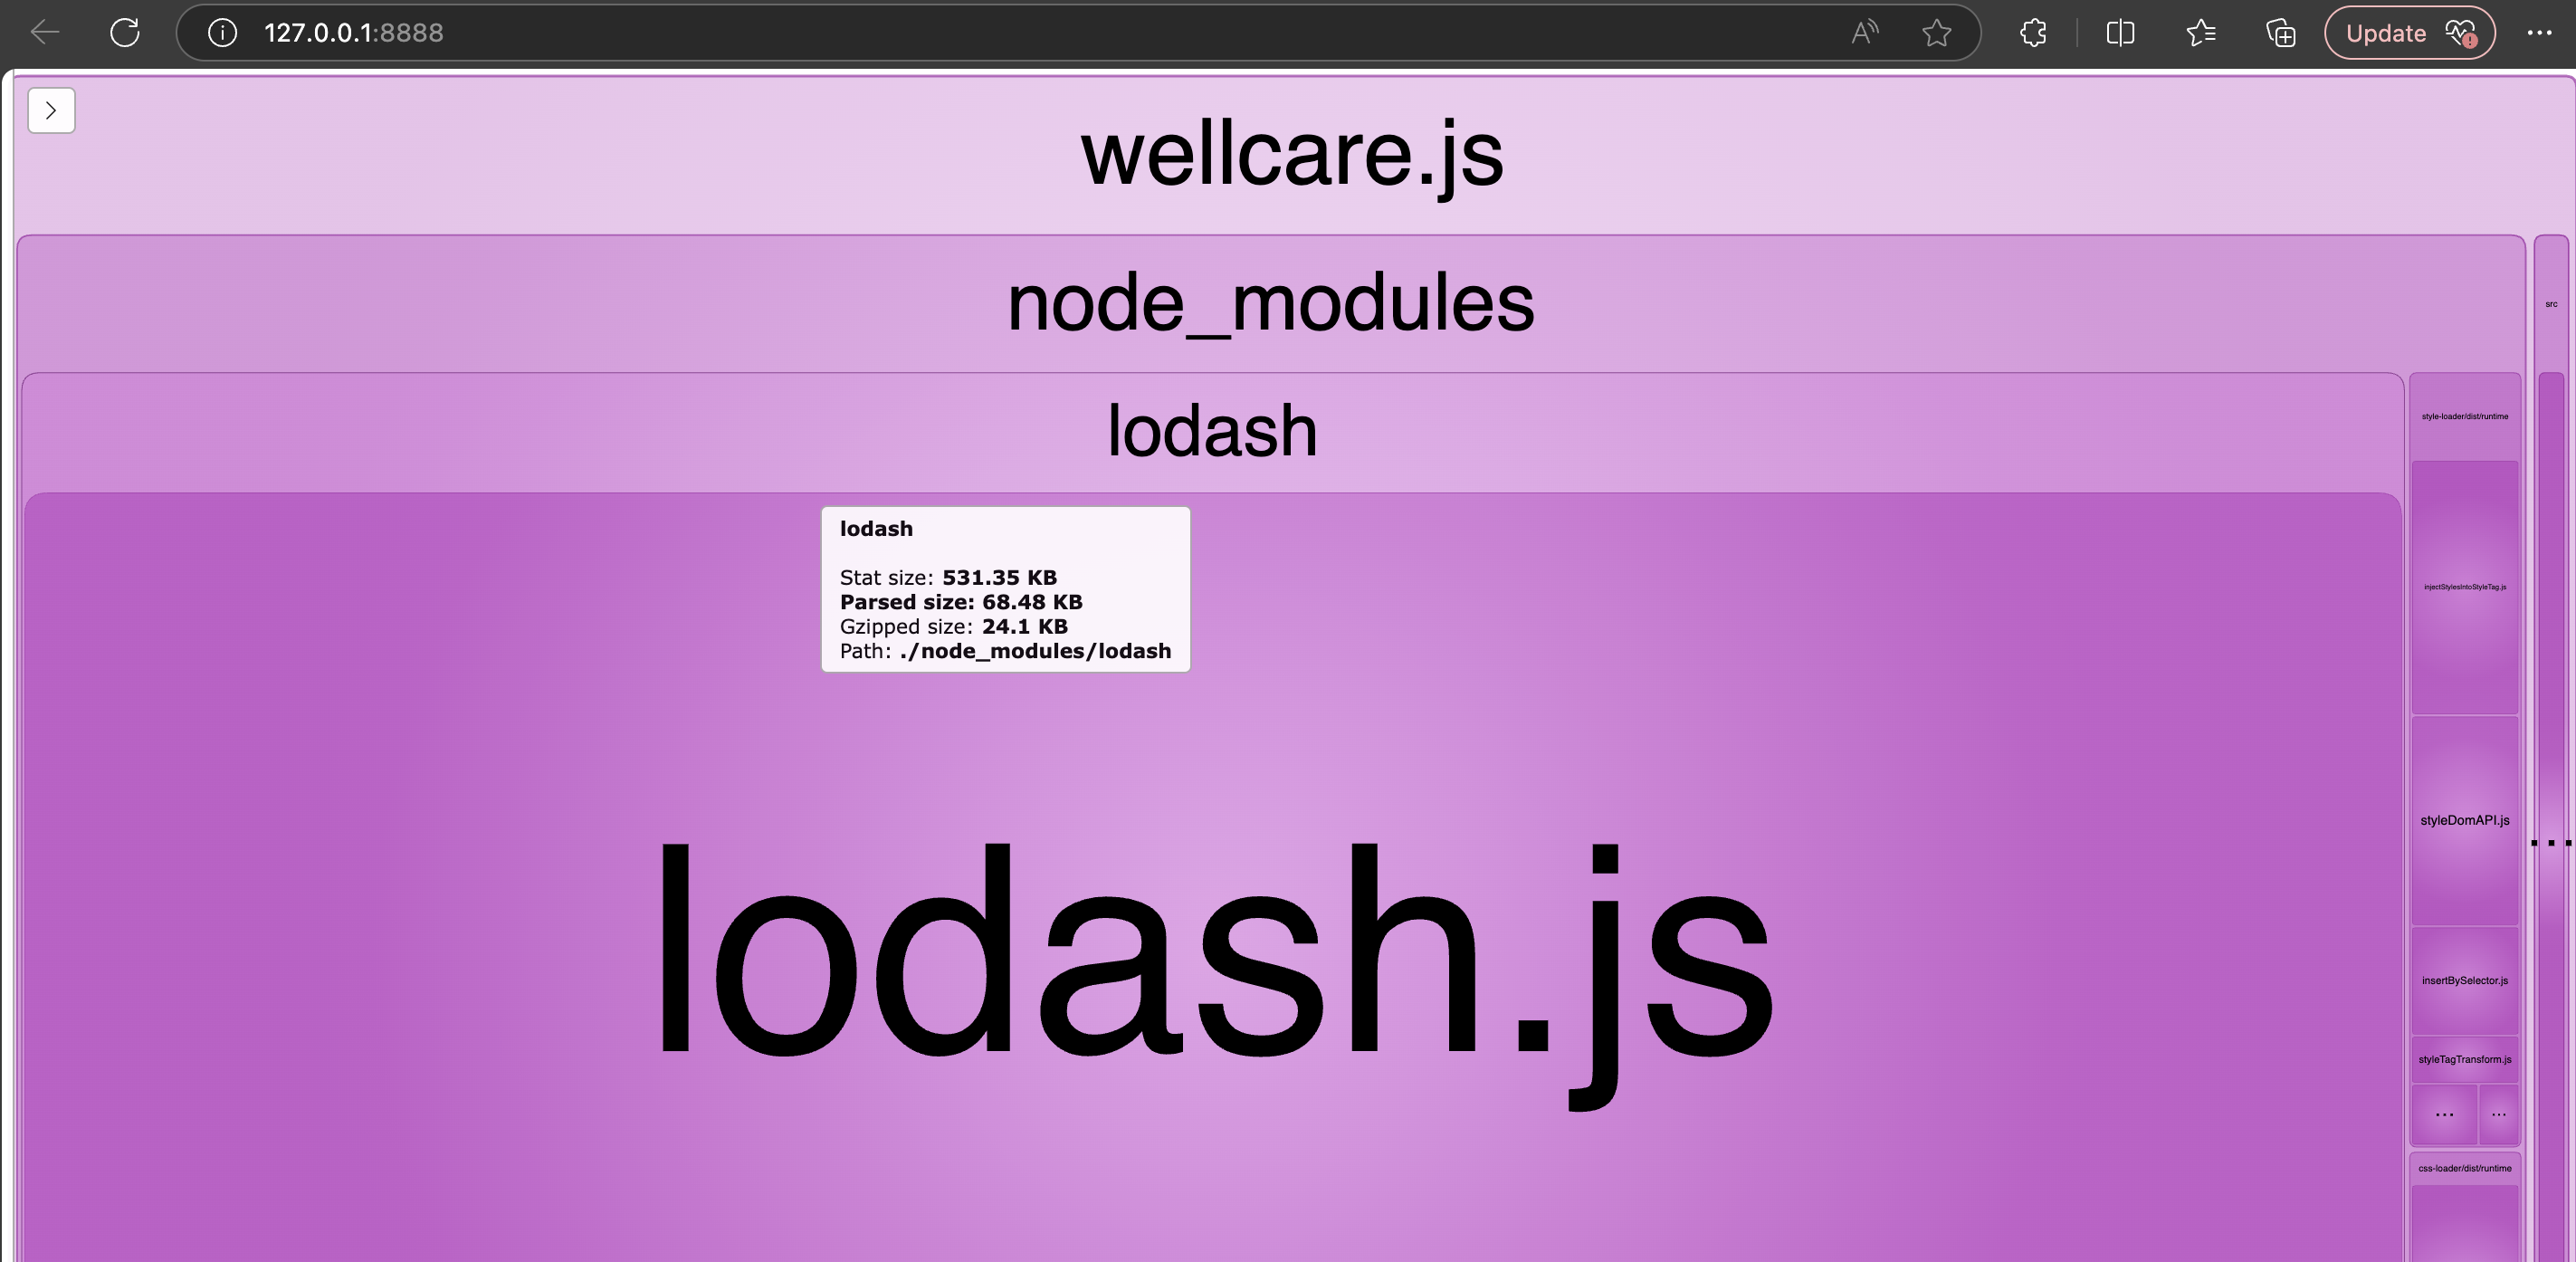 127.0.0.1:8888
Update
wellcare.js
node_modules
src
lodash
style-loader/dist/runtime
lodash
Stat size: 531.35 KB
Parsed size: 68.48 KB
Gzipped size: 24.1 KB
Path: ./node_modules/lodash
injectStylesIntoStyleTag.js
styleDomAPI.js
...
lodash.js
insertBySelector.js
styleTagTransform.js
... ...
css-loader/dist/runtime